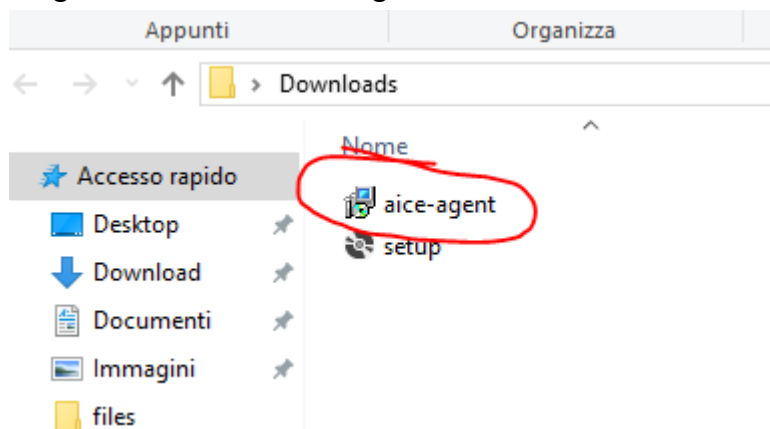 Appunti
Organizza
Downloads
Nome
Accesso rapido
aice-agent
Desktop
setup
Download
Documenti
Immagini
files